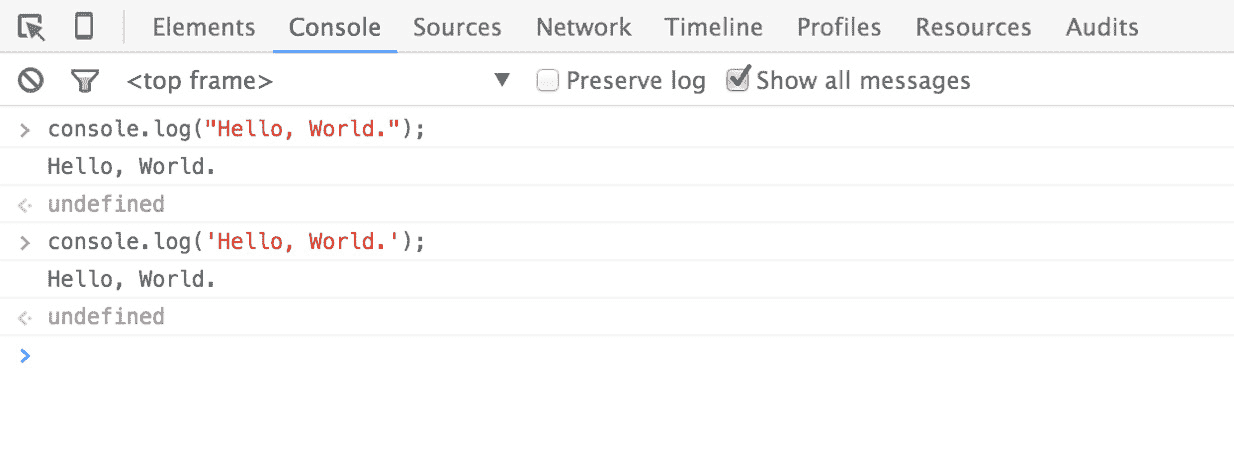 Elements Console Sources Network Timeline Profiles Resources Audits
<top frame> ▼ Preserve log Show all messages
> console.log("Hello, World.");
Hello, World.
undefined
> console.log('Hello, World.');
Hello, World.
undefined
>